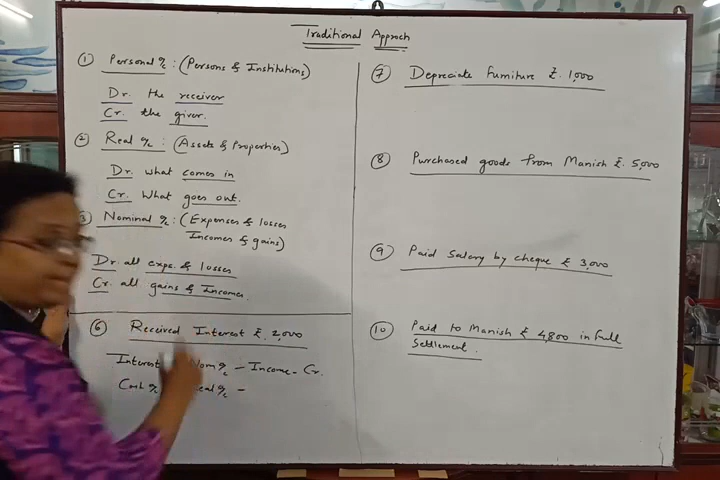 Traditional Approch
① Personal a/c : (Persons & Institutions)
Dr. the receiver
Cr. the giver.
② Real a/c : (Assets & Properties)
Dr. what comes in
Cr. What goes out.
③ Nominal a/c : (Expenses & losses
Incomes & gains)
Dr all exps. & losses
Cr. all gains & Incomes
⑥ Received Interest ₹. 2,000
Interest Nom a/c – Income – Cr.
Cash a/c –
⑦ Depreciate Furniture ₹. 1,000
⑧ Purchased goods from Manish ₹. 5,000
⑨ Paid Salary by cheque ₹ 3,000
⑩ Paid to Manish ₹ 4,800 in full
Settlement.